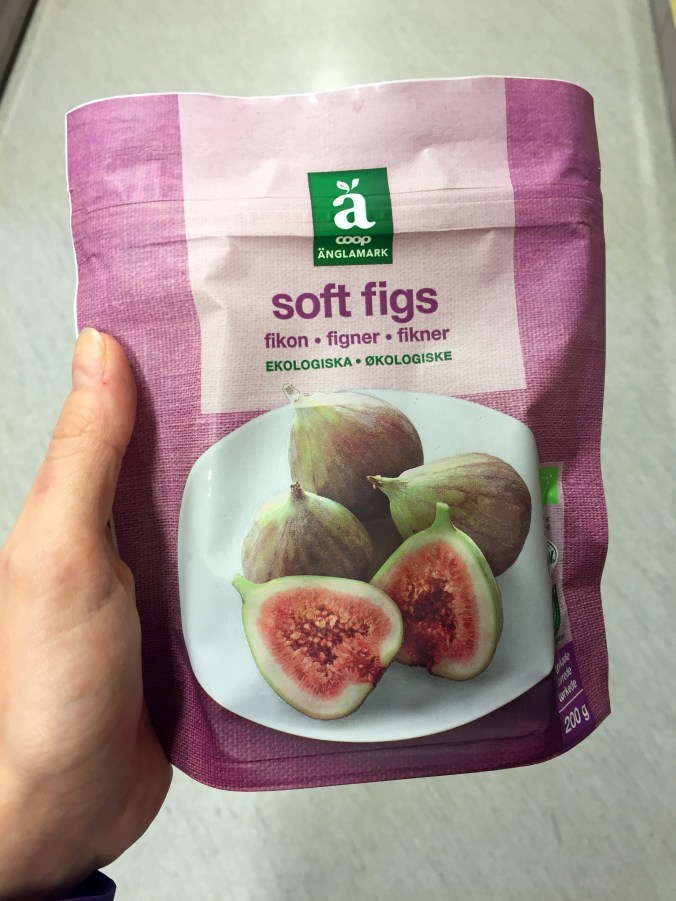 å
coop
ÄNGLAMARK
soft figs
fikon • figner • fikner
EKOLOGISKA • ØKOLOGISKE
200 g